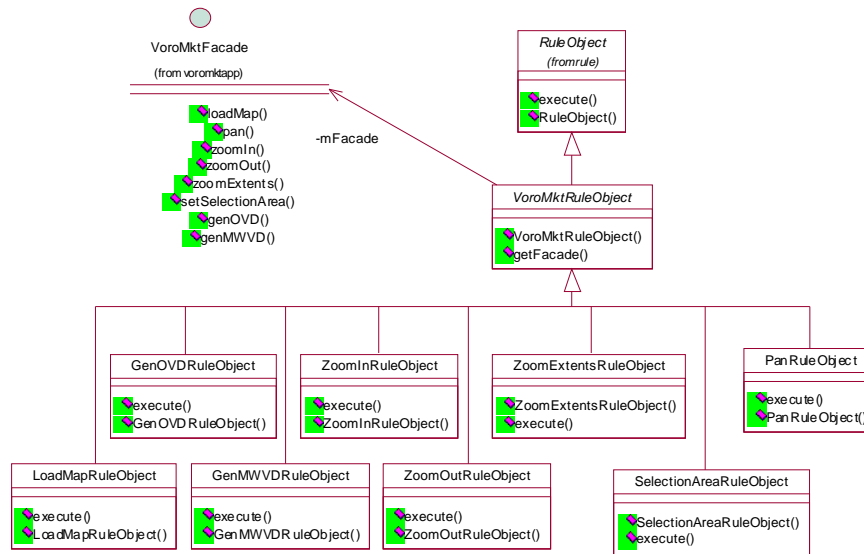 VoroMktFacade
(from voromktapp)
loadMap()
pan()
zoomIn()
zoomOut()
zoomExtents()
setSelectionArea()
genOVD()
genMWVD()
-mFacade
RuleObject
(fromrule)
execute()
RuleObject()
VoroMktRuleObject
VoroMktRuleObject()
getFacade()
GenOVDRuleObject
execute()
GenOVDRuleObject()
ZoomInRuleObject
execute()
ZoomInRuleObject()
ZoomExtentsRuleObject
ZoomExtentsRuleObject()
execute()
PanRuleObject
execute()
PanRuleObject()
LoadMapRuleObject
execute()
LoadMapRuleObject()
GenMWVDRuleObject
execute()
GenMWVDRuleObject()
ZoomOutRuleObject
execute()
ZoomOutRuleObject()
SelectionAreaRuleObject
SelectionAreaRuleObject()
execute()